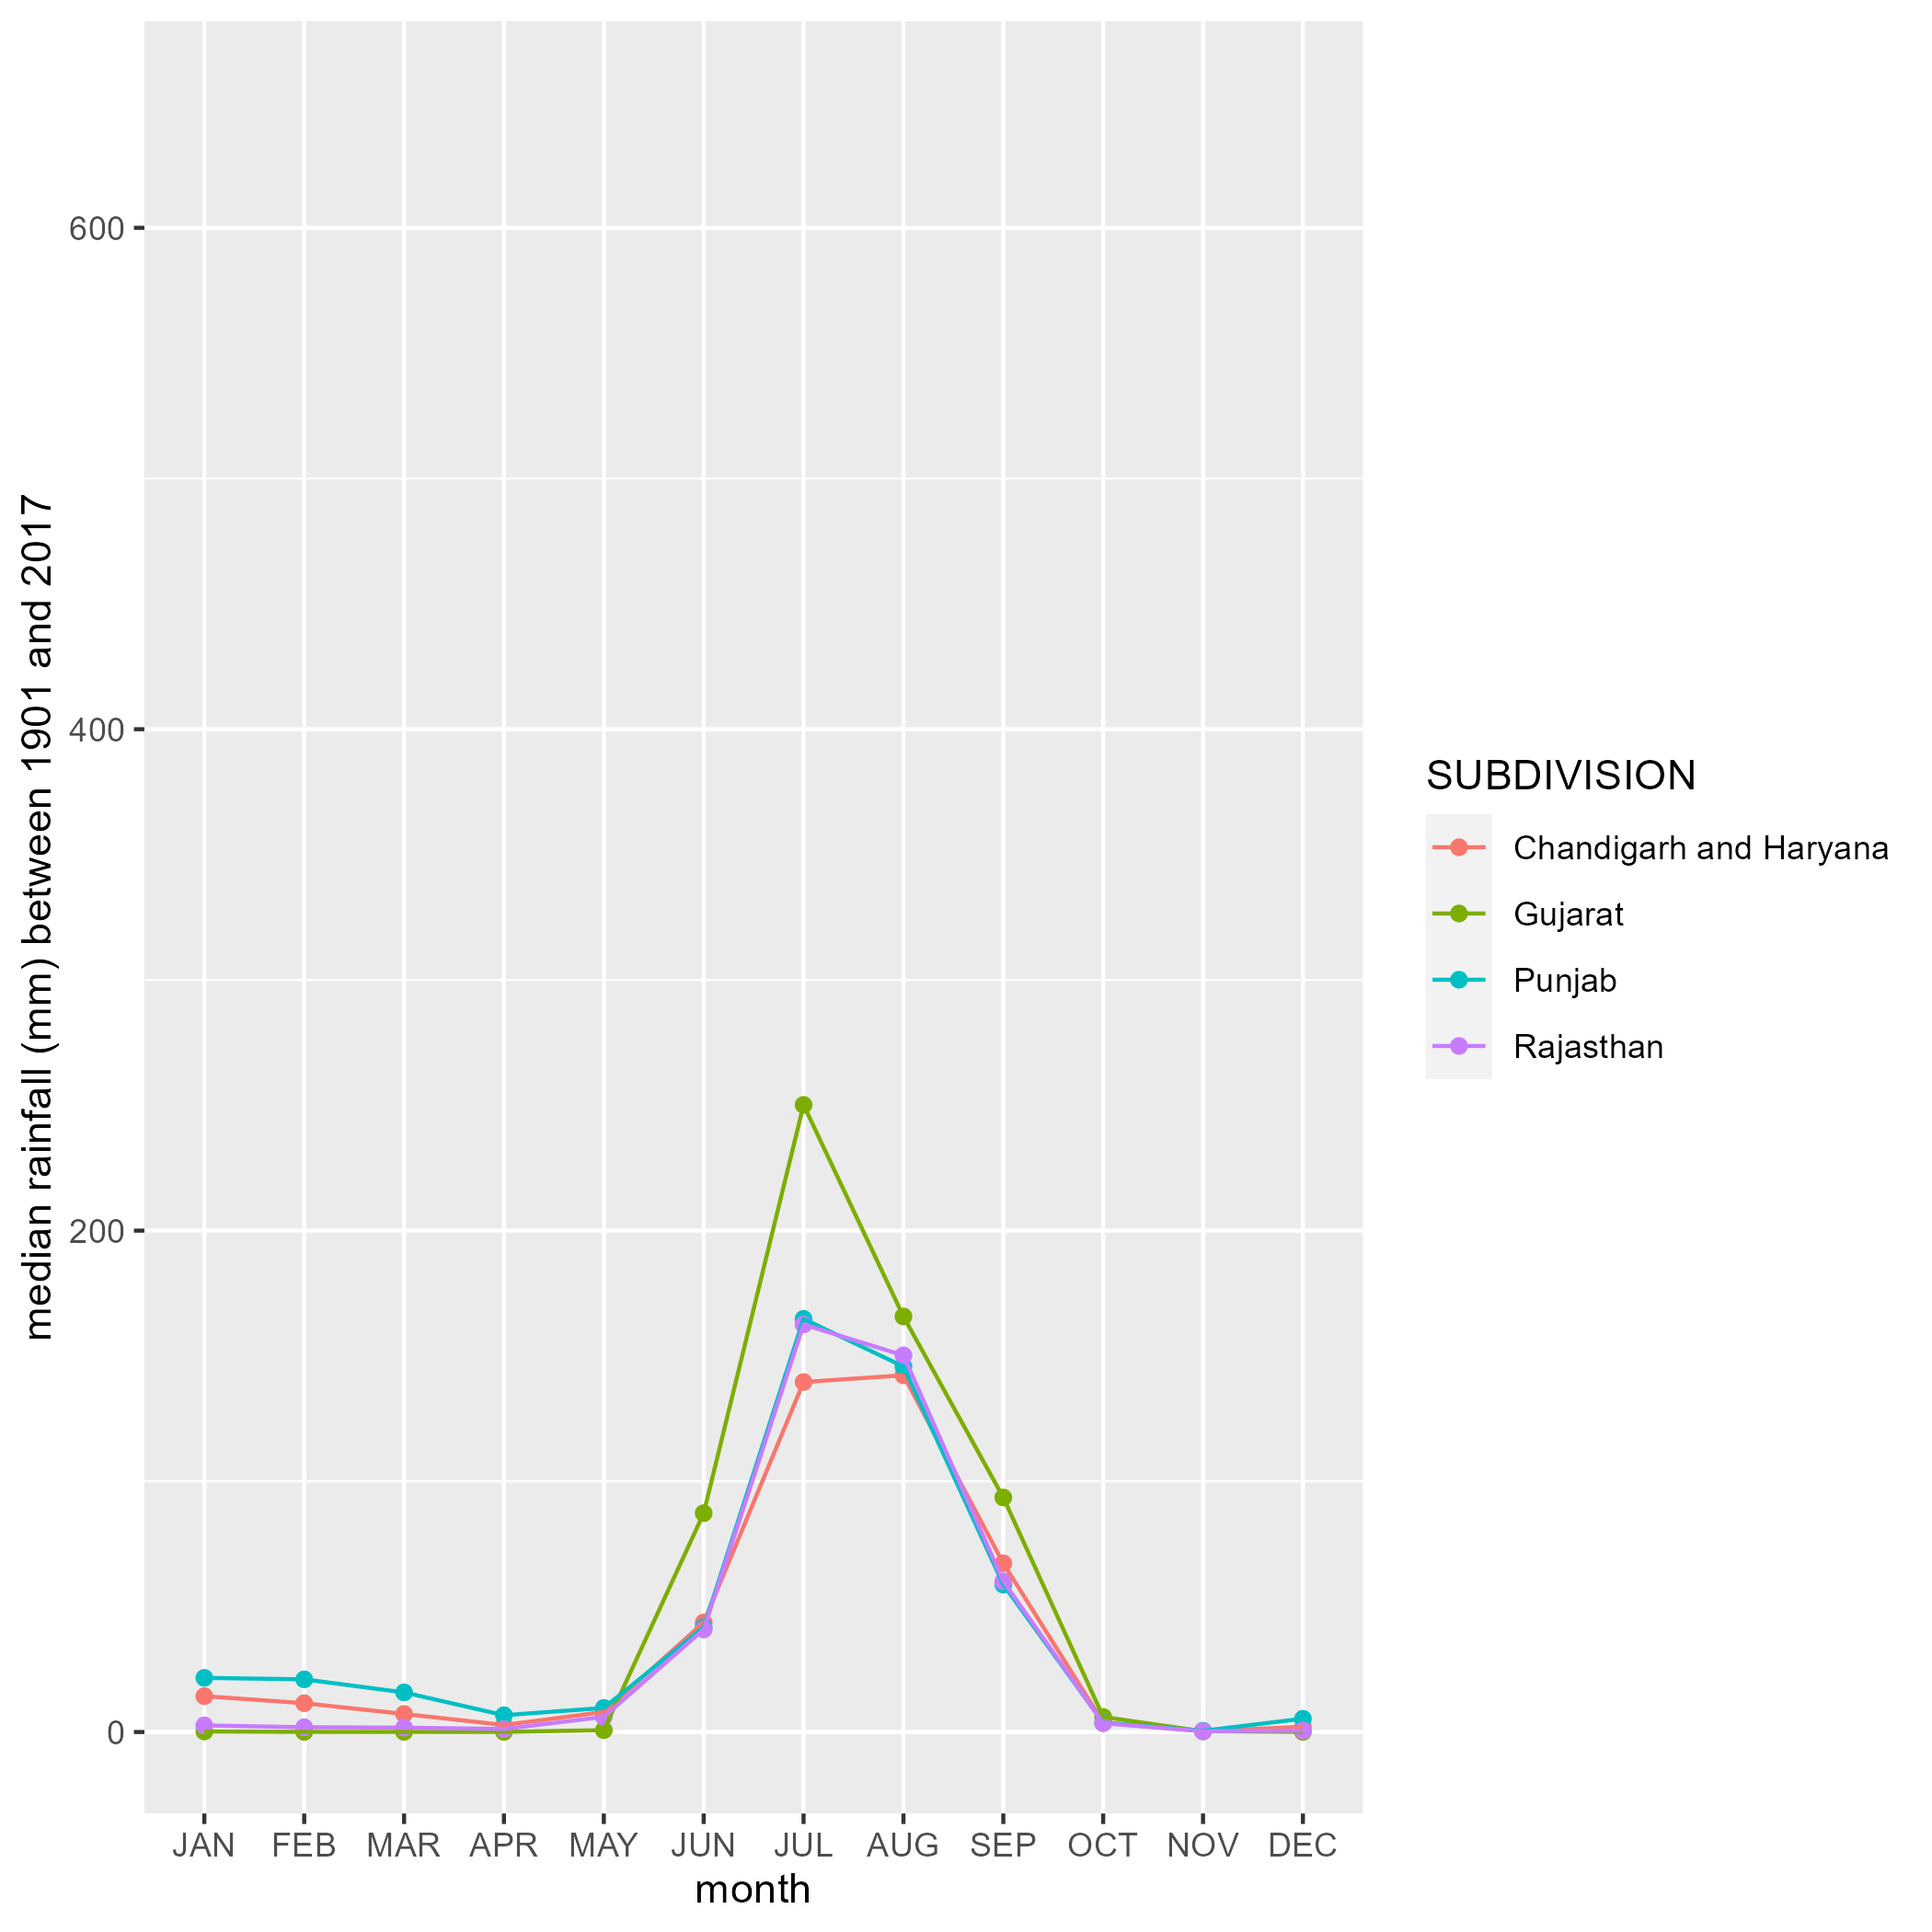 median rainfall (mm) between 1901 and 2017
600
400
200
0
JAN FEB MAR APR MAY JUN JUL AUG SEP OCT NOV DEC
month
SUBDIVISION
Chandigarh and Haryana
Gujarat
Punjab
Rajasthan